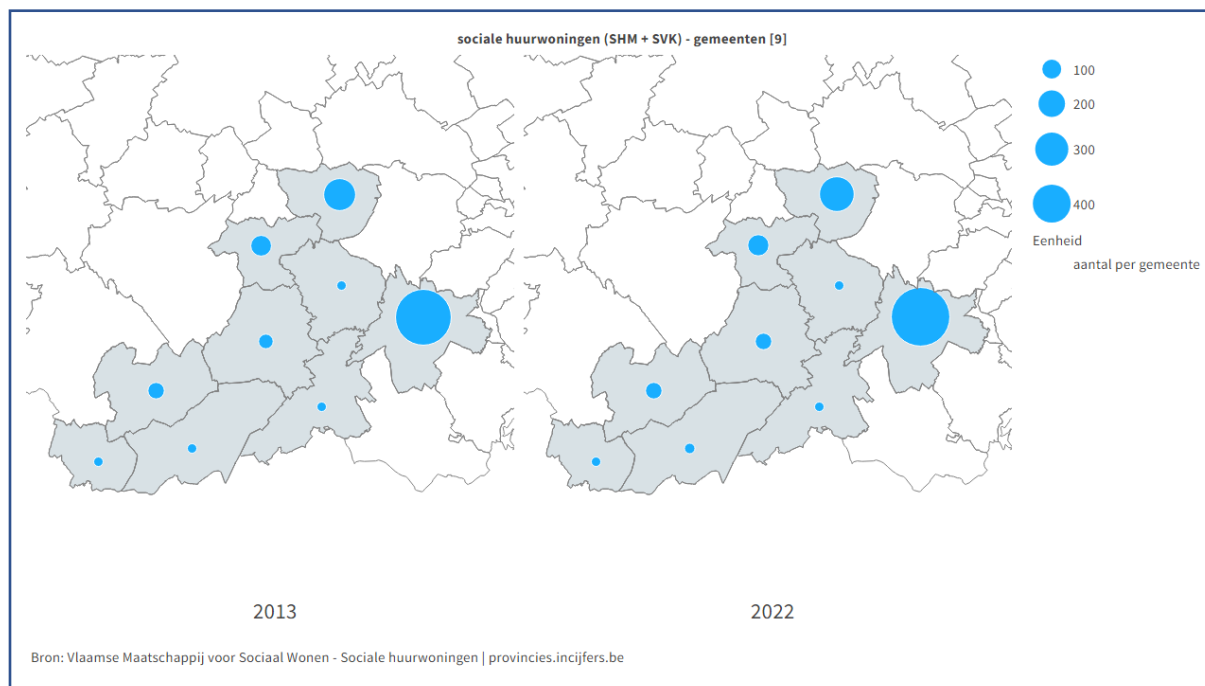 sociale huurwoningen (SHM + SVK) - gemeenten [9]
100
200
300
400
Eenheid
aantal per gemeente
2013
2022
Bron: Vlaamse Maatschappij voor Sociaal Wonen - Sociale huurwoningen | provincies.incijfers.be